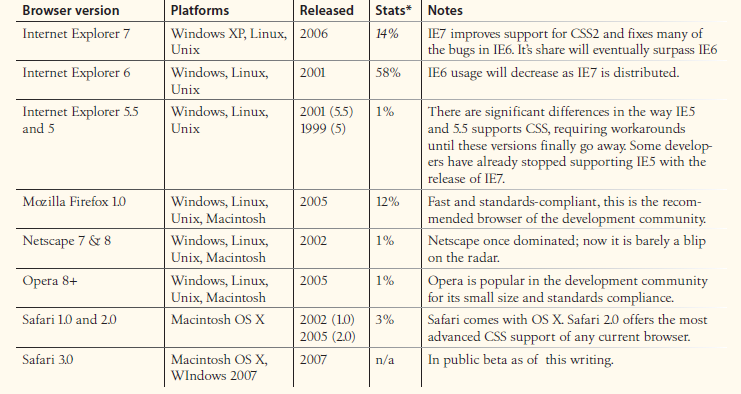 Browser version Platforms Released Stats* Notes
Internet Explorer 7 Windows XP, Linux, 2006 14% IE7 improves support for CSS2 and fixes many of
Unix the bugs in IE6. It's share will eventually surpass IE6
Internet Explorer 6 Windows, Linux, 2001 58% IE6 usage will decrease as IE7 is distributed.
Unix
Internet Explorer 5.5 Windows, Linux, 2001 (5.5) 1% There are significant differences in the way IE5
and 5 Unix 1999 (5) and 5.5 supports CSS, requiring workarounds
until these versions finally go away. Some develop-
ers have already stopped supporting IE5 with the
release of IE7.
Mozilla Firefox 1.0 Windows, Linux, 2005 12% Fast and standards-compliant, this is the recom-
Unix, Macintosh mended browser of the development community.
Netscape 7 & 8 Windows, Linux, 2002 1% Netscape once dominated; now it is barely a blip
Unix, Macintosh on the radar.
Opera 8+ Windows, Linux, 2005 1% Opera is popular in the development community
Unix, Macintosh for its small size and standards compliance.
Safari 1.0 and 2.0 Macintosh OS X 2002 (1.0) 3% Safari comes with OS X. Safari 2.0 offers the most
2005 (2.0) advanced CSS support of any current browser.
Safari 3.0 Macintosh OS X, 2007 n/a In public beta as of this writing.
WIndows 2007